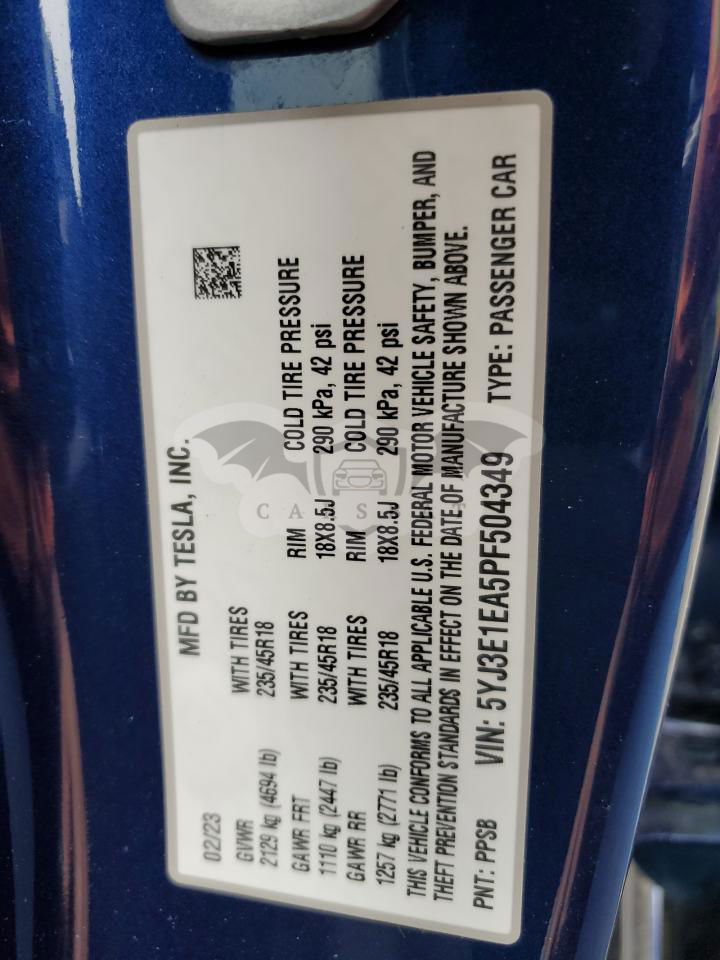 MFD BY TESLA, INC.
02/23
GVWR WITH TIRES
2129 kg (4694 lb) 235/45R18
GAWR FRT WITH TIRES RIM COLD TIRE PRESSURE
1110 kg (2447 lb) 235/45R18 18X8.5J 290 kPa, 42 psi
GAWR RR WITH TIRES RIM COLD TIRE PRESSURE
1257 kg (2771 lb) 235/45R18 18X8.5J 290 kPa, 42 psi
THIS VEHICLE CONFORMS TO ALL APPLICABLE U.S. FEDERAL MOTOR VEHICLE SAFETY, BUMPER, AND
THEFT PREVENTION STANDARDS IN EFFECT ON THE DATE OF MANUFACTURE SHOWN ABOVE.
PNT: PPSB VIN: 5YJ3E1EA5PF504349 TYPE: PASSENGER CAR